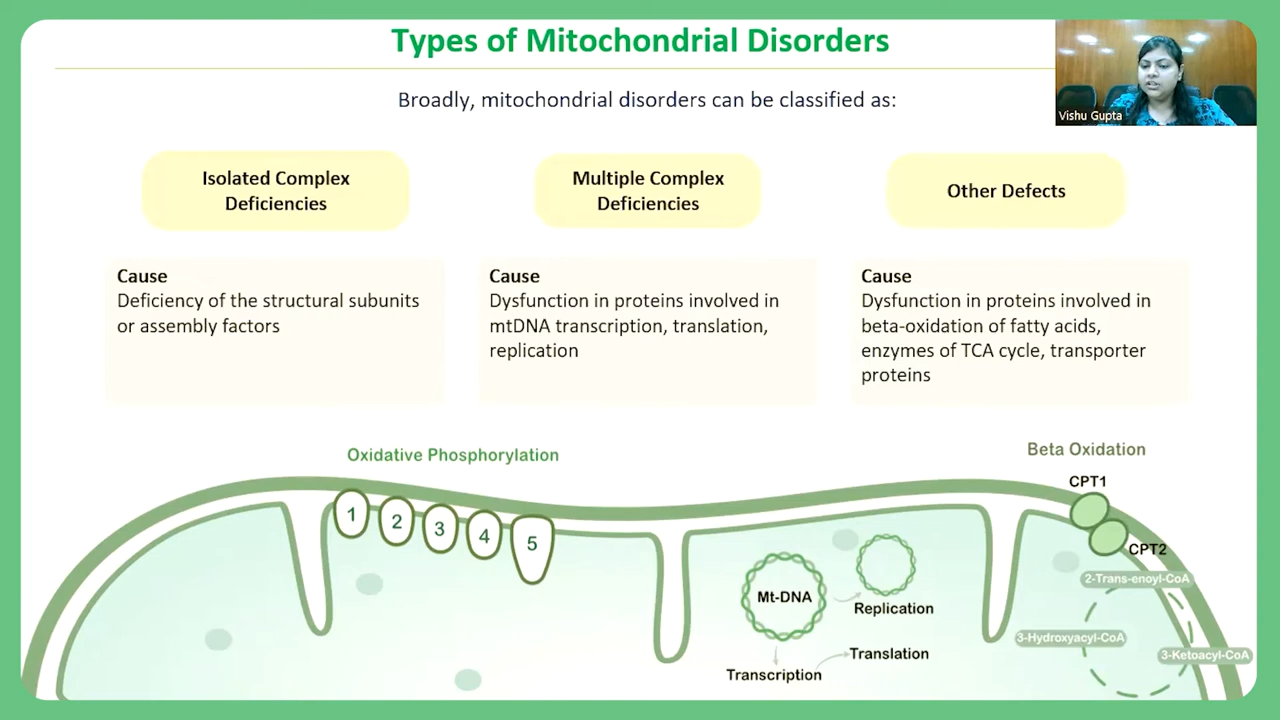 Types of Mitochondrial Disorders
Vishu Gupta
Broadly, mitochondrial disorders can be classified as:
Isolated Complex
Deficiencies
Multiple Complex
Deficiencies
Other Defects
Cause
Deficiency of the structural subunits
or assembly factors
Cause
Dysfunction in proteins involved in
mtDNA transcription, translation,
replication
Cause
Dysfunction in proteins involved in
beta-oxidation of fatty acids,
enzymes of TCA cycle, transporter
proteins
Oxidative Phosphorylation
1
2
3
4
5
Mt-DNA
Replication
Translation
Transcription
Beta Oxidation
CPT1
CPT2
2-Trans-enoyl-CoA
3-Hydroxyacyl-CoA
3-Ketoacyl-CoA